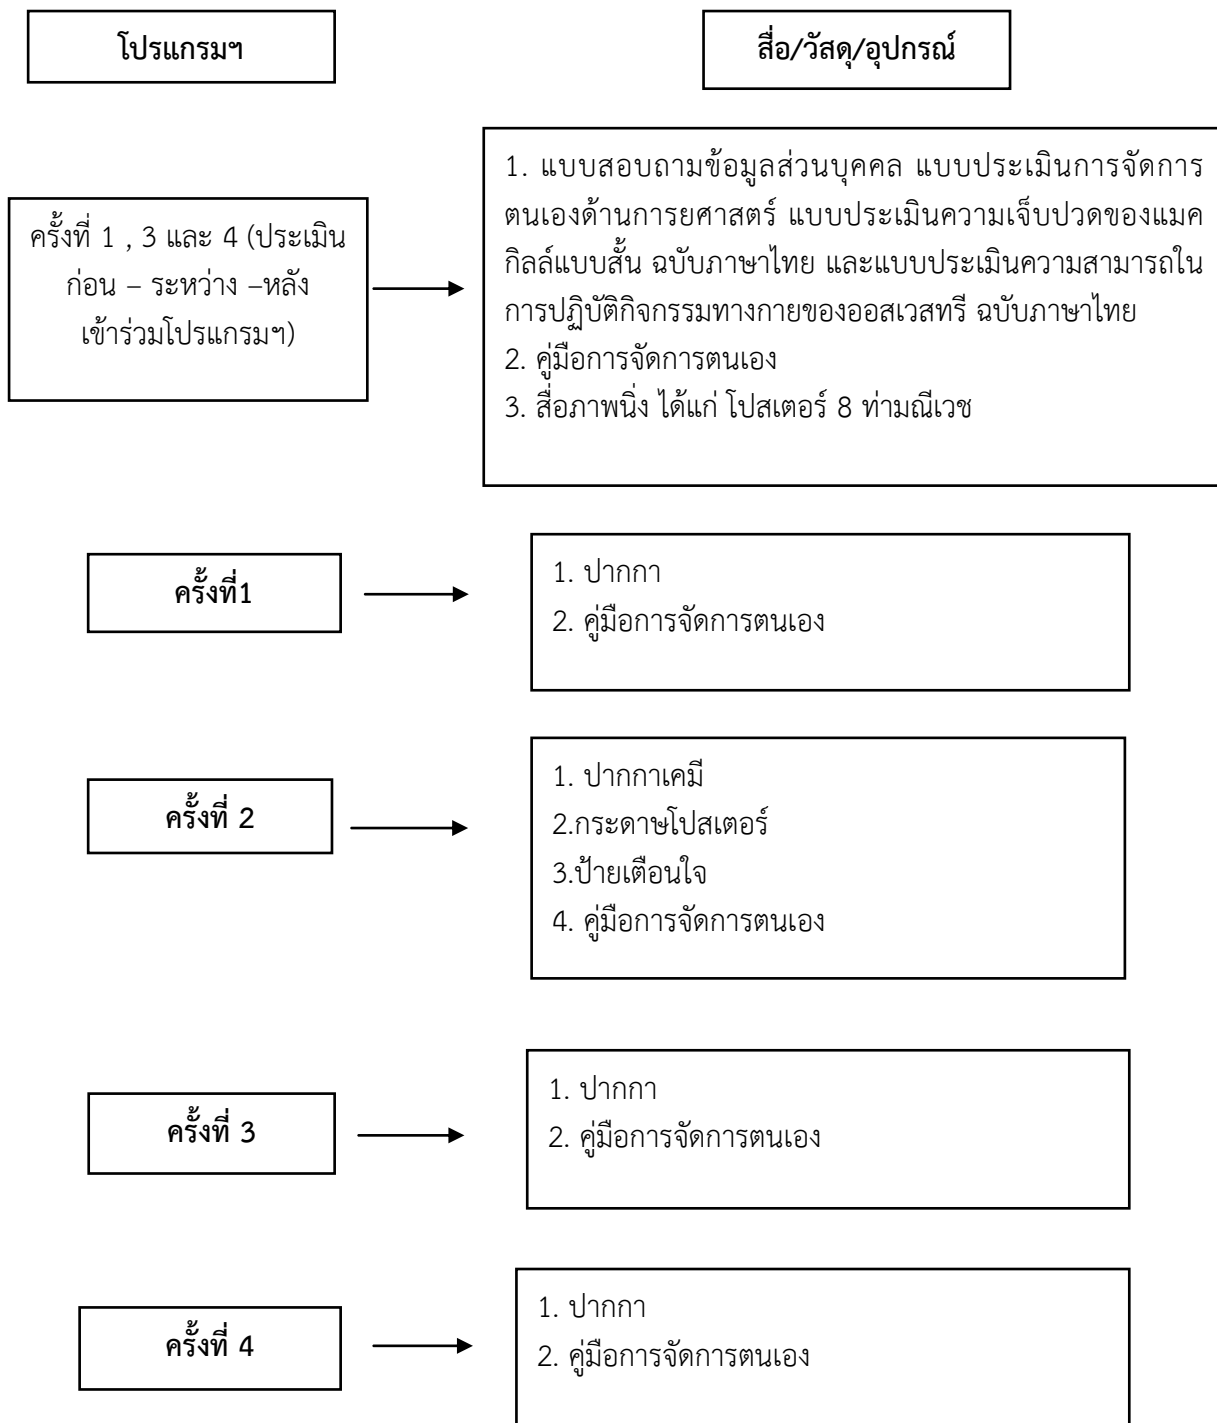 โปรแกรมฯ
สื่อ/วัสดุ/อุปกรณ์
ครั้งที่ 1 , 3 และ 4 (ประเมิน
ก่อน – ระหว่าง –หลัง
เข้าร่วมโปรแกรมฯ)
1. แบบสอบถามข้อมูลส่วนบุคคล แบบประเมินการจัดการ
ตนเองด้านการยศาสตร์ แบบประเมินความเจ็บปวดของแมค
กิลล์แบบสั้น ฉบับภาษาไทย และแบบประเมินความสามารถใน
การปฏิบัติกิจกรรมทางกายของออสเวสทรี ฉบับภาษาไทย
2. คู่มือการจัดการตนเอง
3. สื่อภาพนิ่ง ได้แก่ โปสเตอร์ 8 ท่ามณีเวช
ครั้งที่1
1. ปากกา
2. คู่มือการจัดการตนเอง
ครั้งที่ 2
1. ปากกาเคมี
2.กระดาษโปสเตอร์
3.ป้ายเตือนใจ
4. คู่มือการจัดการตนเอง
ครั้งที่ 3
1. ปากกา
2. คู่มือการจัดการตนเอง
ครั้งที่ 4
1. ปากกา
2. คู่มือการจัดการตนเอง